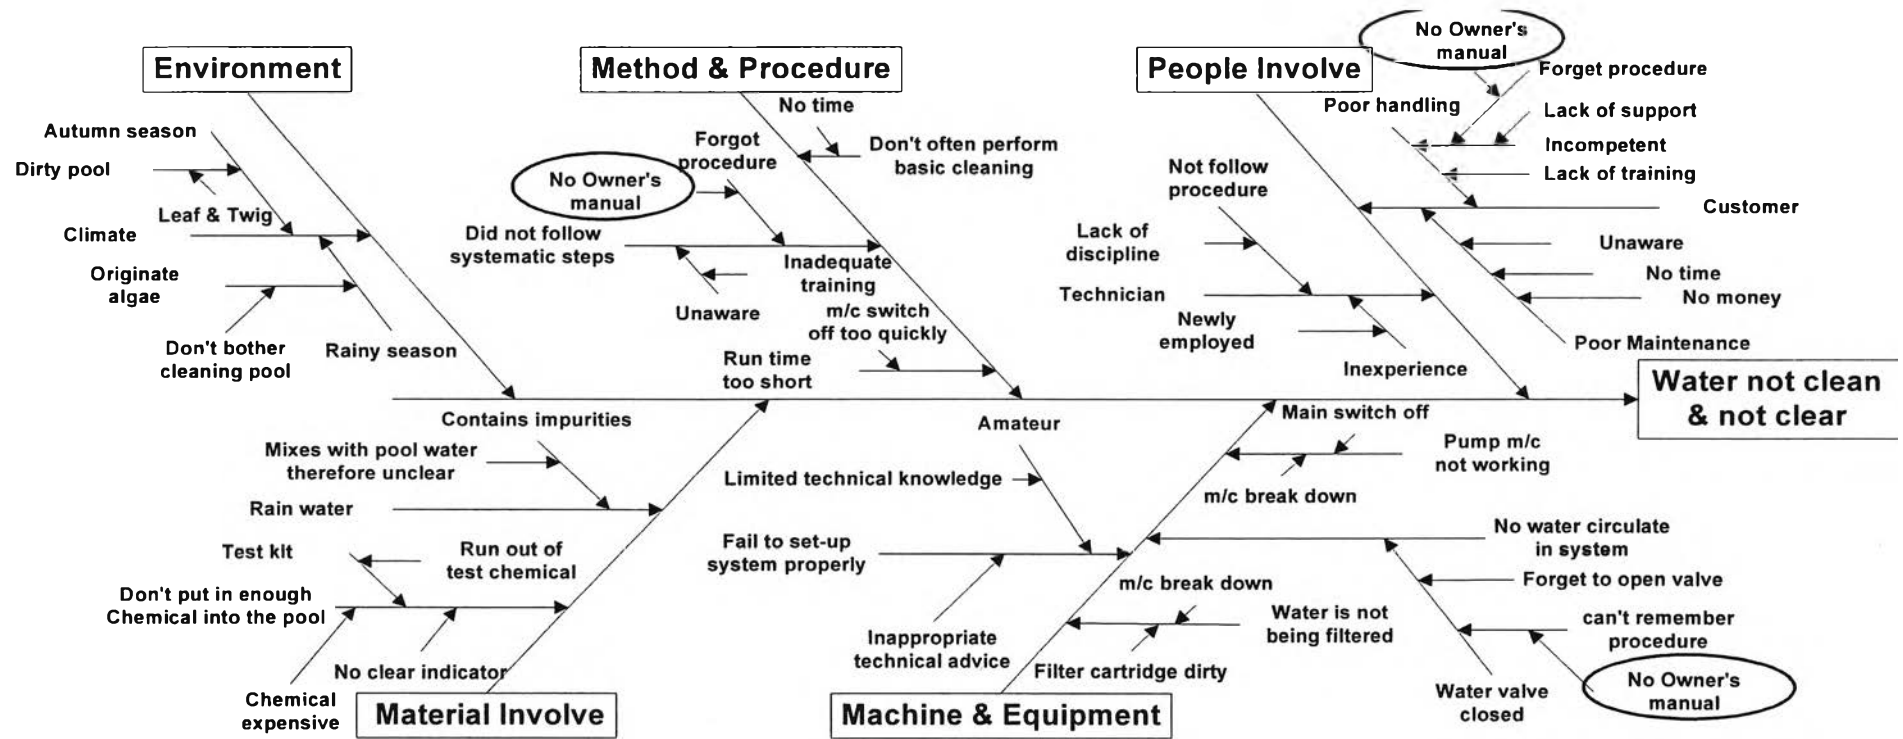 No Owner's
manual
Environment
Method & Procedure
People Involve
Forget procedure
No time
Poor handling
Lack of support
Autumn season
Forgot
procedure
Don't often perform
basic cleaning
Incompetent
Dirty pool
No Owner's
manual
Not follow
procedure
Lack of training
Leaf & Twig
Customer
Climate
Did not follow
systematic steps
Lack of
discipline
Unaware
Originate
algae
Inadequate
training
No time
Technician
No money
Unaware
m/c switch
off too quickly
Newly
employed
Don't bother
cleaning pool
Rainy season
Run time
too short
Poor Maintenance
Inexperience
Water not clean
& not clear
Contains impurities
Amateur
Main switch off
Mixes with pool water
therefore unclear
Pump m/c
not working
Limited technical knowledge
m/c break down
Rain water
No water circulate
in system
Test kit
Run out of
test chemical
Fail to set-up
system properly
Forget to open valve
m/c break down
Don't put in enough
Chemical into the pool
Water is not
being filtered
can't remember
procedure
Inappropriate
technical advice
No clear indicator
Filter cartridge dirty
No Owner's
manual
Chemical
expensive
Water valve
closed
Material Involve
Machine & Equipment